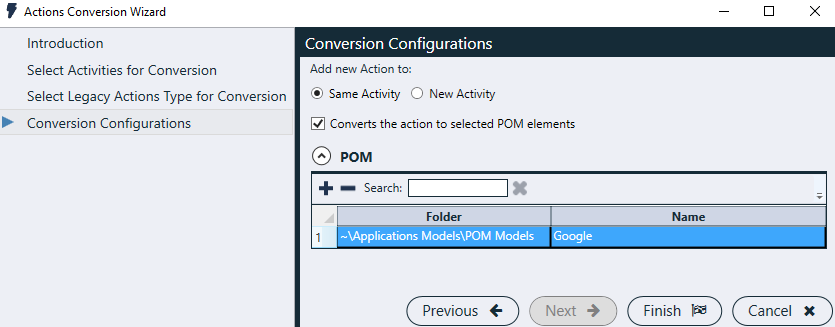 Actions Conversion Wizard
Introduction
Select Activities for Conversion
Select Legacy Actions Type for Conversion
Conversion Configurations
Conversion Configurations
Add new Action to:
Same Activity New Activity
Converts the action to selected POM elements
POM
Search:
Folder Name
1 ~\Applications Models\POM Models Google
Previous Next Finish Cancel